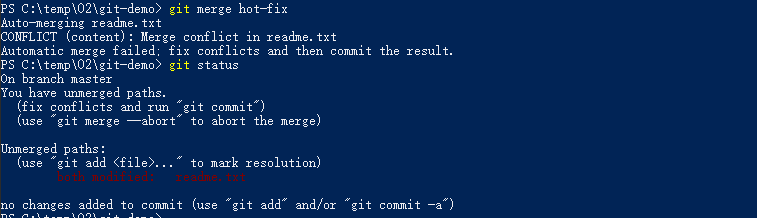 PS C:\temp\02\git-demo> git merge hot-fix
Auto-merging readme.txt
CONFLICT (content): Merge conflict in readme.txt
Automatic merge failed; fix conflicts and then commit the result.
PS C:\temp\02\git-demo> git status
On branch master
You have unmerged paths.
  (fix conflicts and run "git commit")
  (use "git merge --abort" to abort the merge)

Unmerged paths:
  (use "git add <file>..." to mark resolution)
        both modified:   readme.txt

no changes added to commit (use "git add" and/or "git commit -a")
PS C:\temp\02\git-demo>